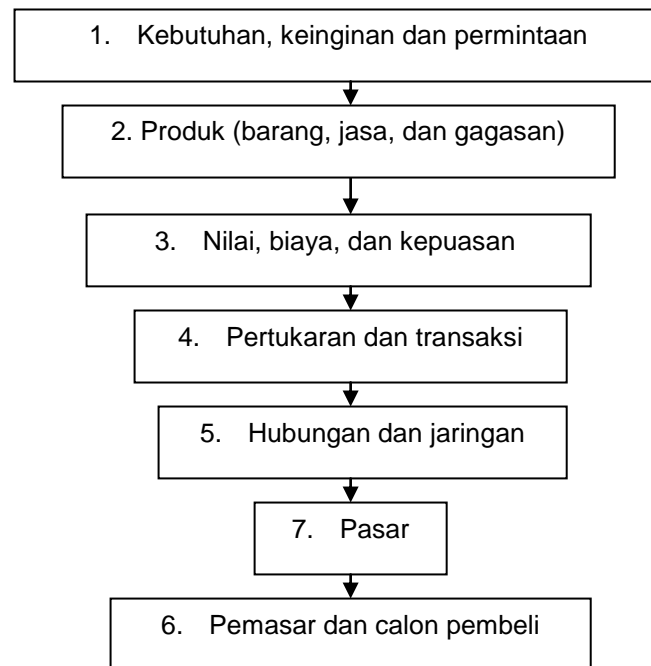 1. Kebutuhan, keinginan dan permintaan
2. Produk (barang, jasa, dan gagasan)
3. Nilai, biaya, dan kepuasan
4. Pertukaran dan transaksi
5. Hubungan dan jaringan
7. Pasar
6. Pemasar dan calon pembeli